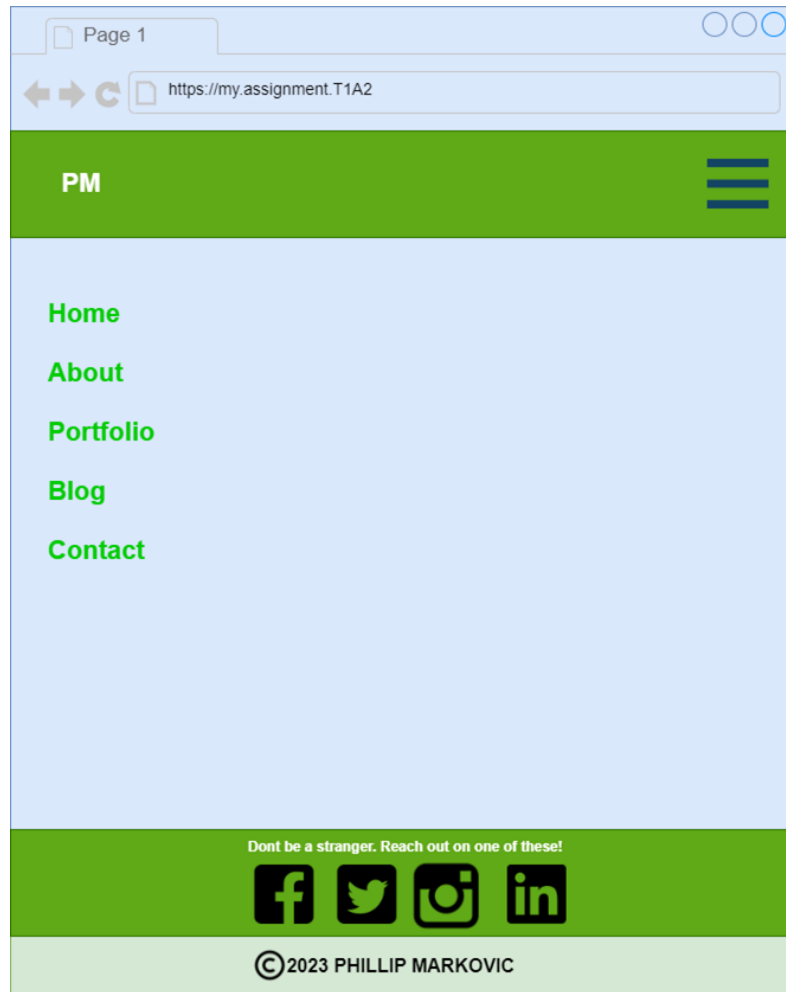 Page 1
https://my.assignment.T1A2
PM
Home
About
Portfolio
Blog
Contact
Dont be a stranger. Reach out on one of these!
©2023 PHILLIP MARKOVIC